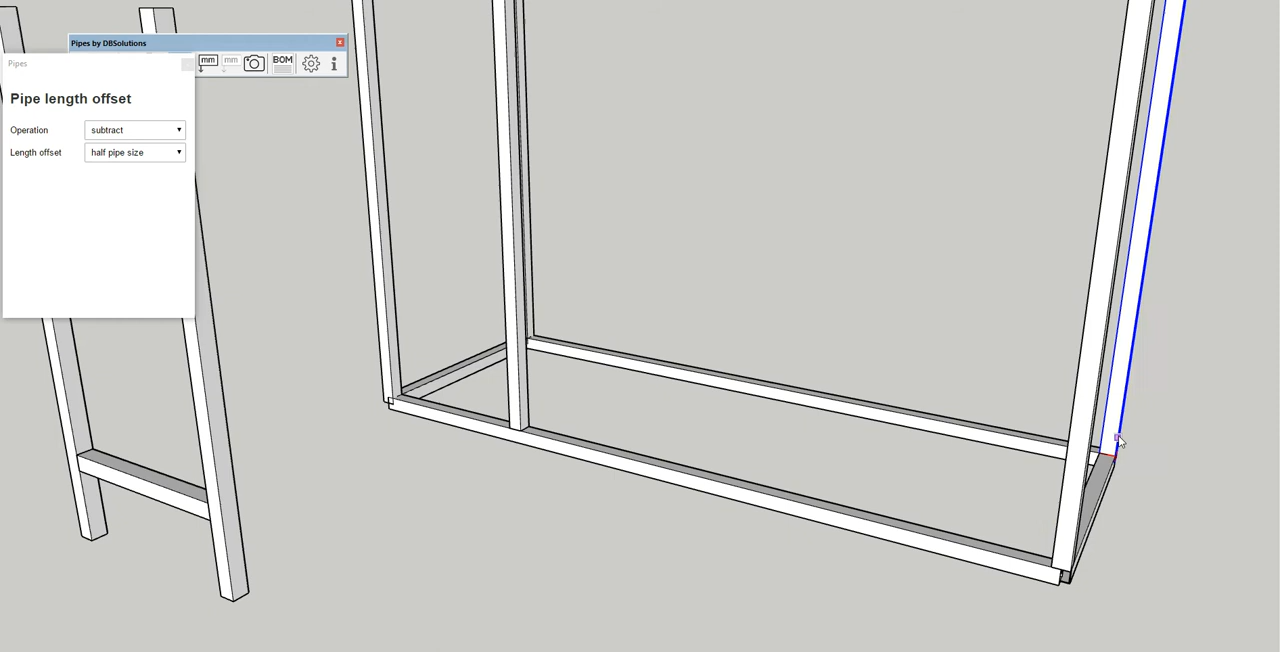 Pipes by DBSolutions
mm
mm
BOM
Pipes
Pipe length offset
Operation
subtract
Length offset
half pipe size